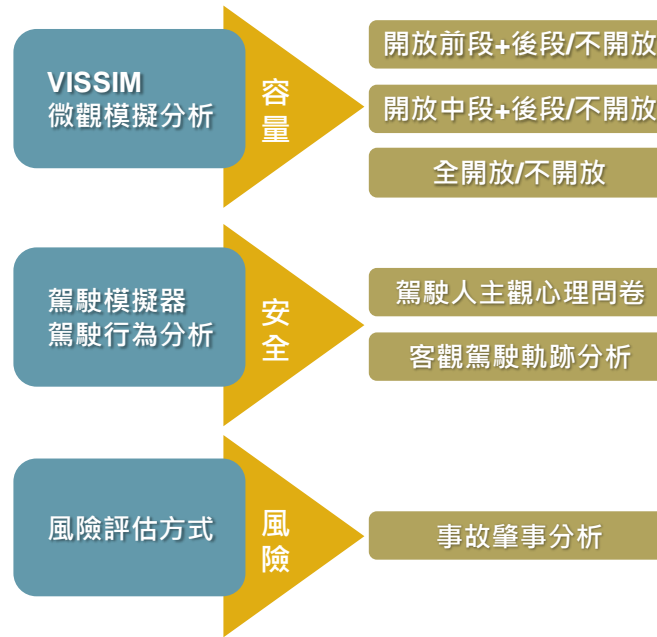 VISSIM
微觀模擬分析
容量
開放前段+後段/不開放
開放中段+後段/不開放
全開放/不開放
駕駛模擬器
駕駛行為分析
安全
駕駛人主觀心理問卷
客觀駕駛軌跡分析
風險評估方式
風險
事故肇事分析